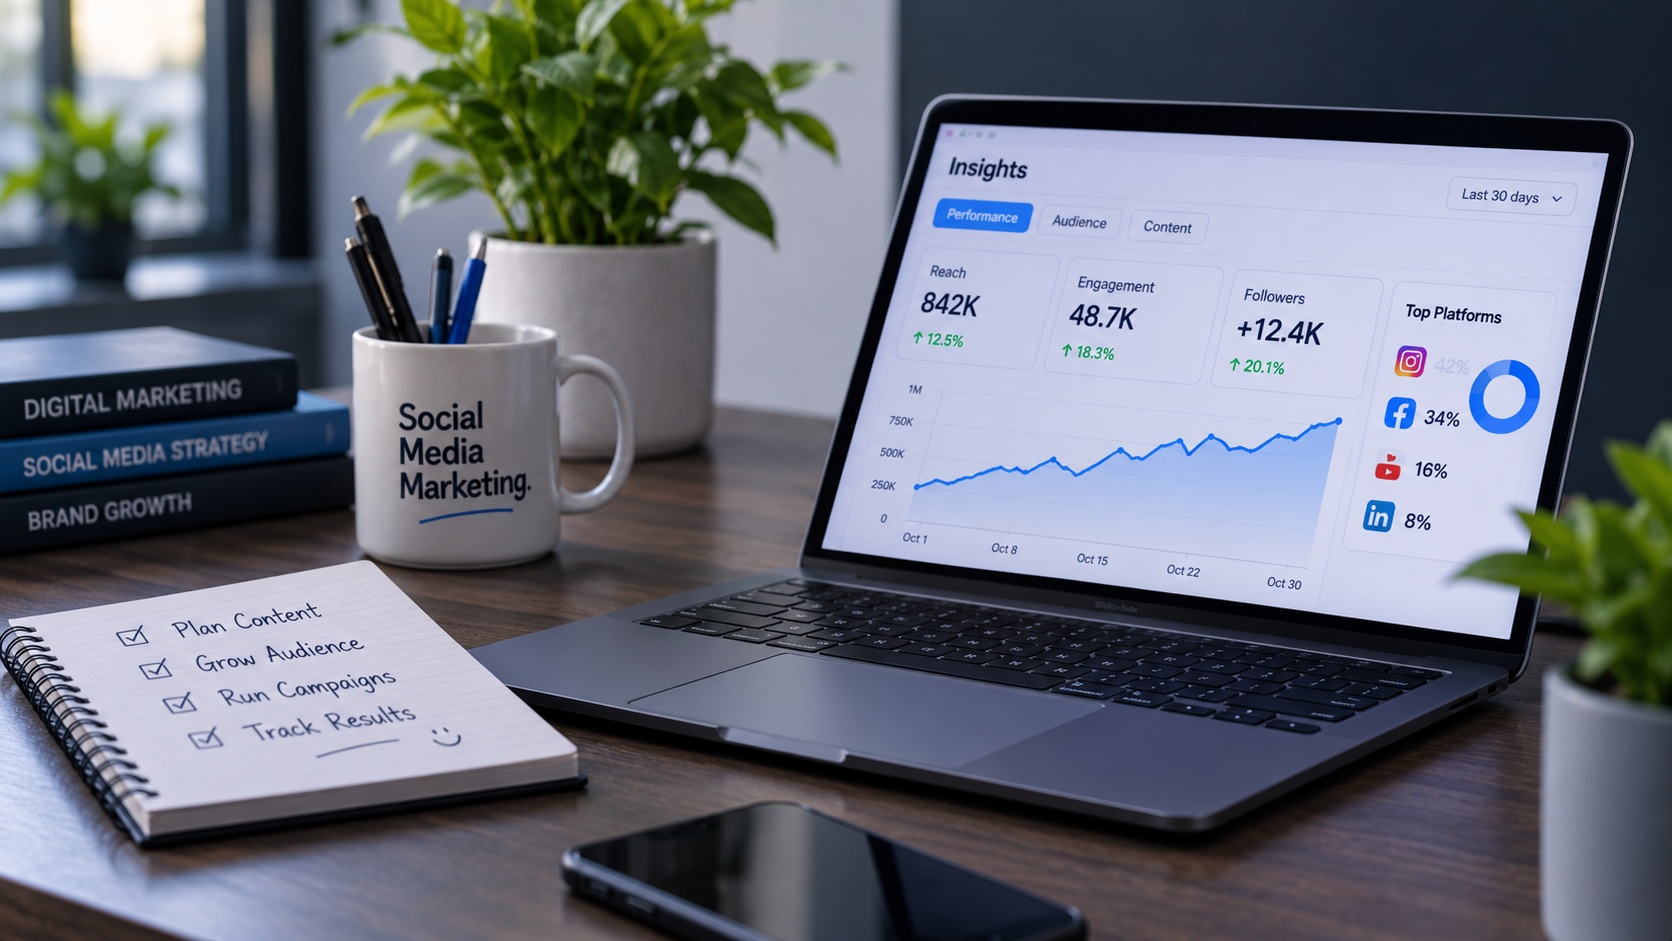 DIGITAL MARKETING
SOCIAL MEDIA STRATEGY
BRAND GROWTH
Social
Media
Marketing.
Plan Content
Grow Audience
Run Campaigns
Track Results
Insights
Last 30 days
Performance
Audience
Content
Reach
842K
↑ 12.5%
Engagement
48.7K
↑ 18.3%
Followers
+12.4K
↑ 20.1%
Top Platforms
42%
34%
16%
in 8%
1M
750K
500K
250K
0
Oct 1
Oct 8
Oct 15
Oct 22
Oct 30